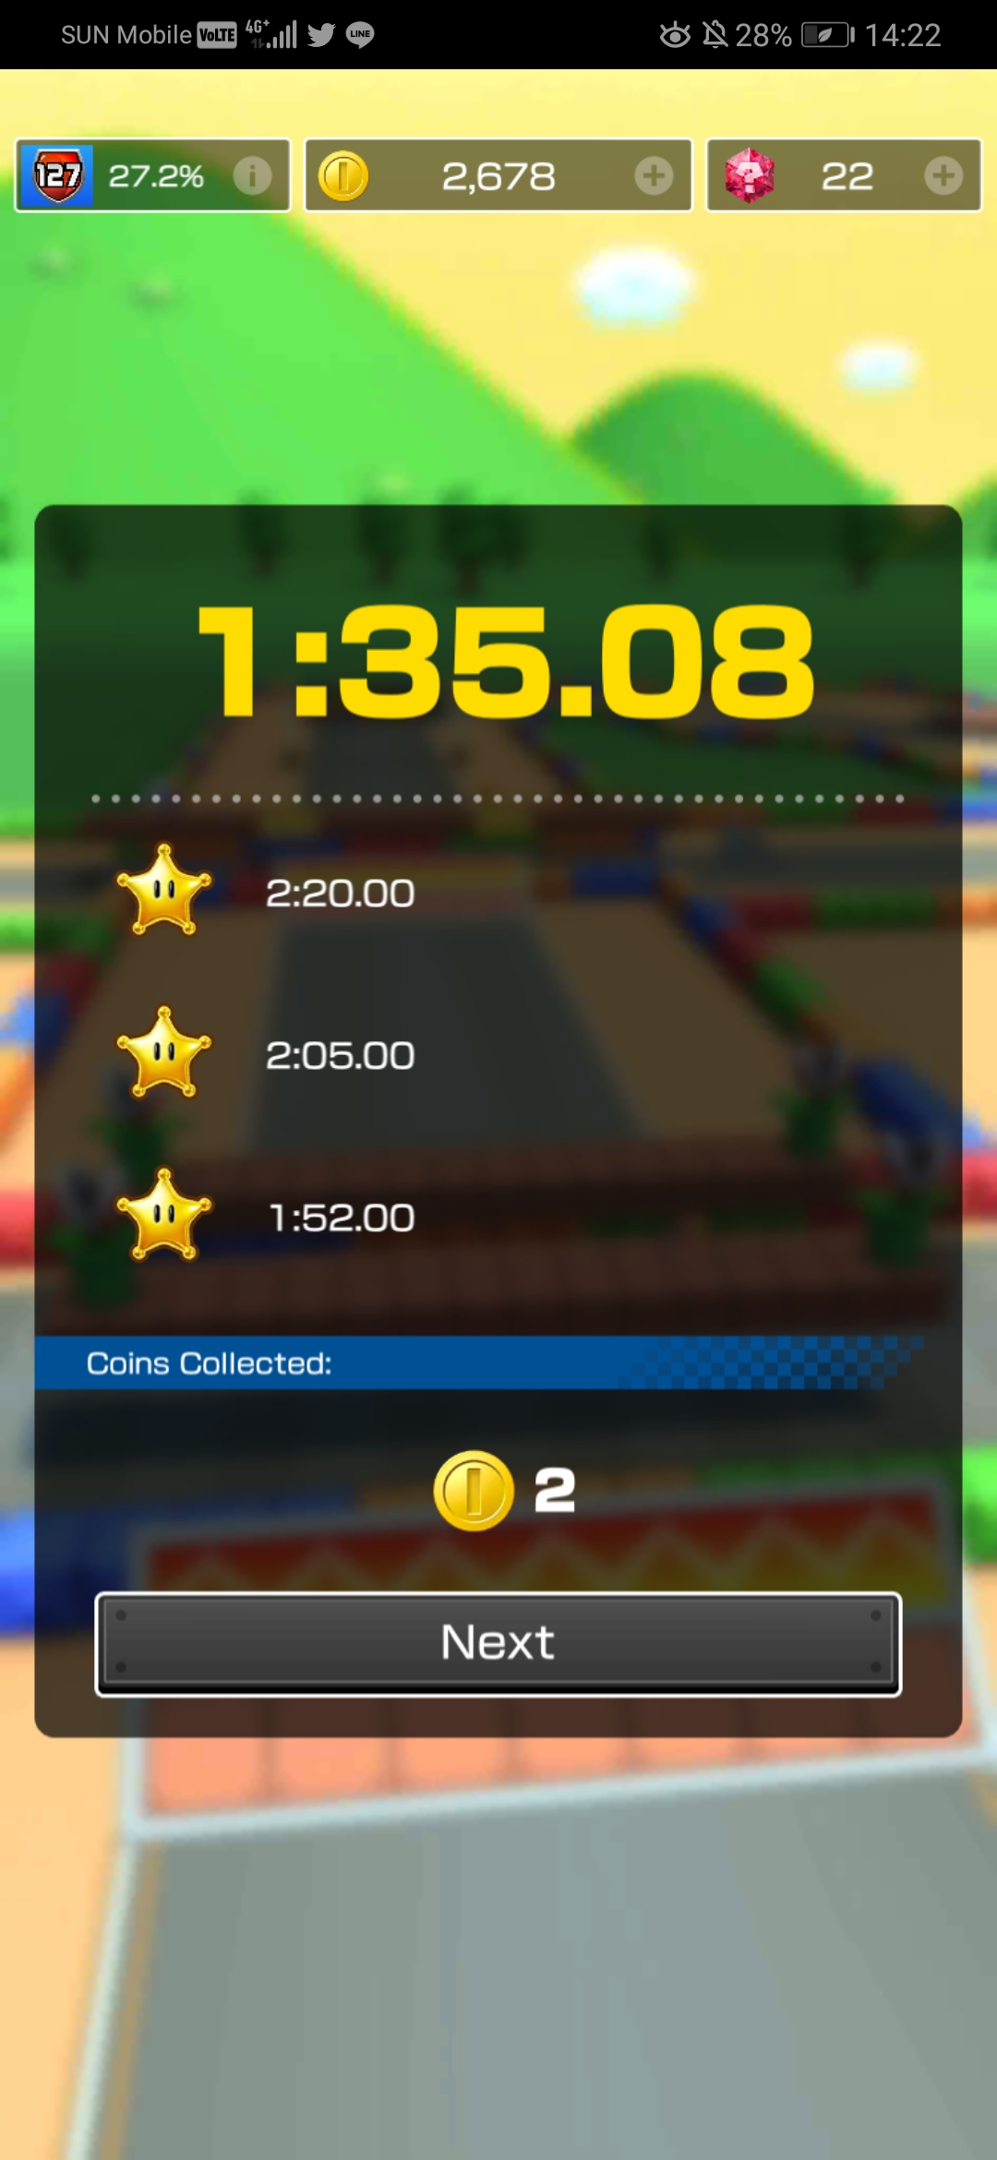 SUN Mobile VoLTE 4G+ LINE 28% 14:22
127 27.2% i 2,678 + ? 22 +
1:35.08
2:20.00
2:05.00
1:52.00
Coins Collected:
2
Next